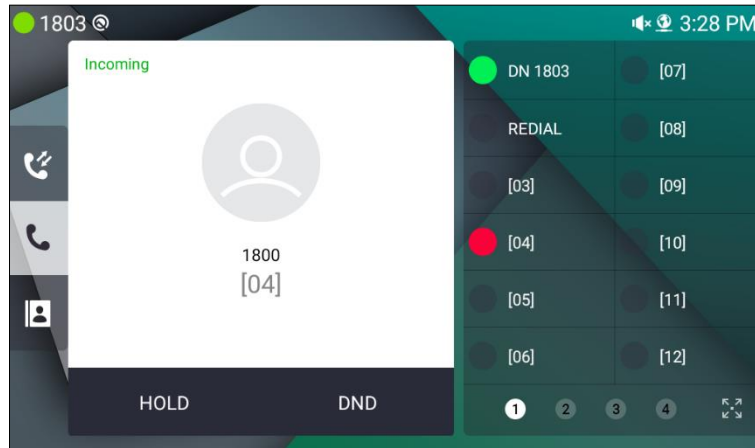 1803 3:28 PM
Incoming
1800
[04]
HOLD DND
DN 1803 [07]
REDIAL [08]
[03] [09]
[04] [10]
[05] [11]
[06] [12]
1 2 3 4